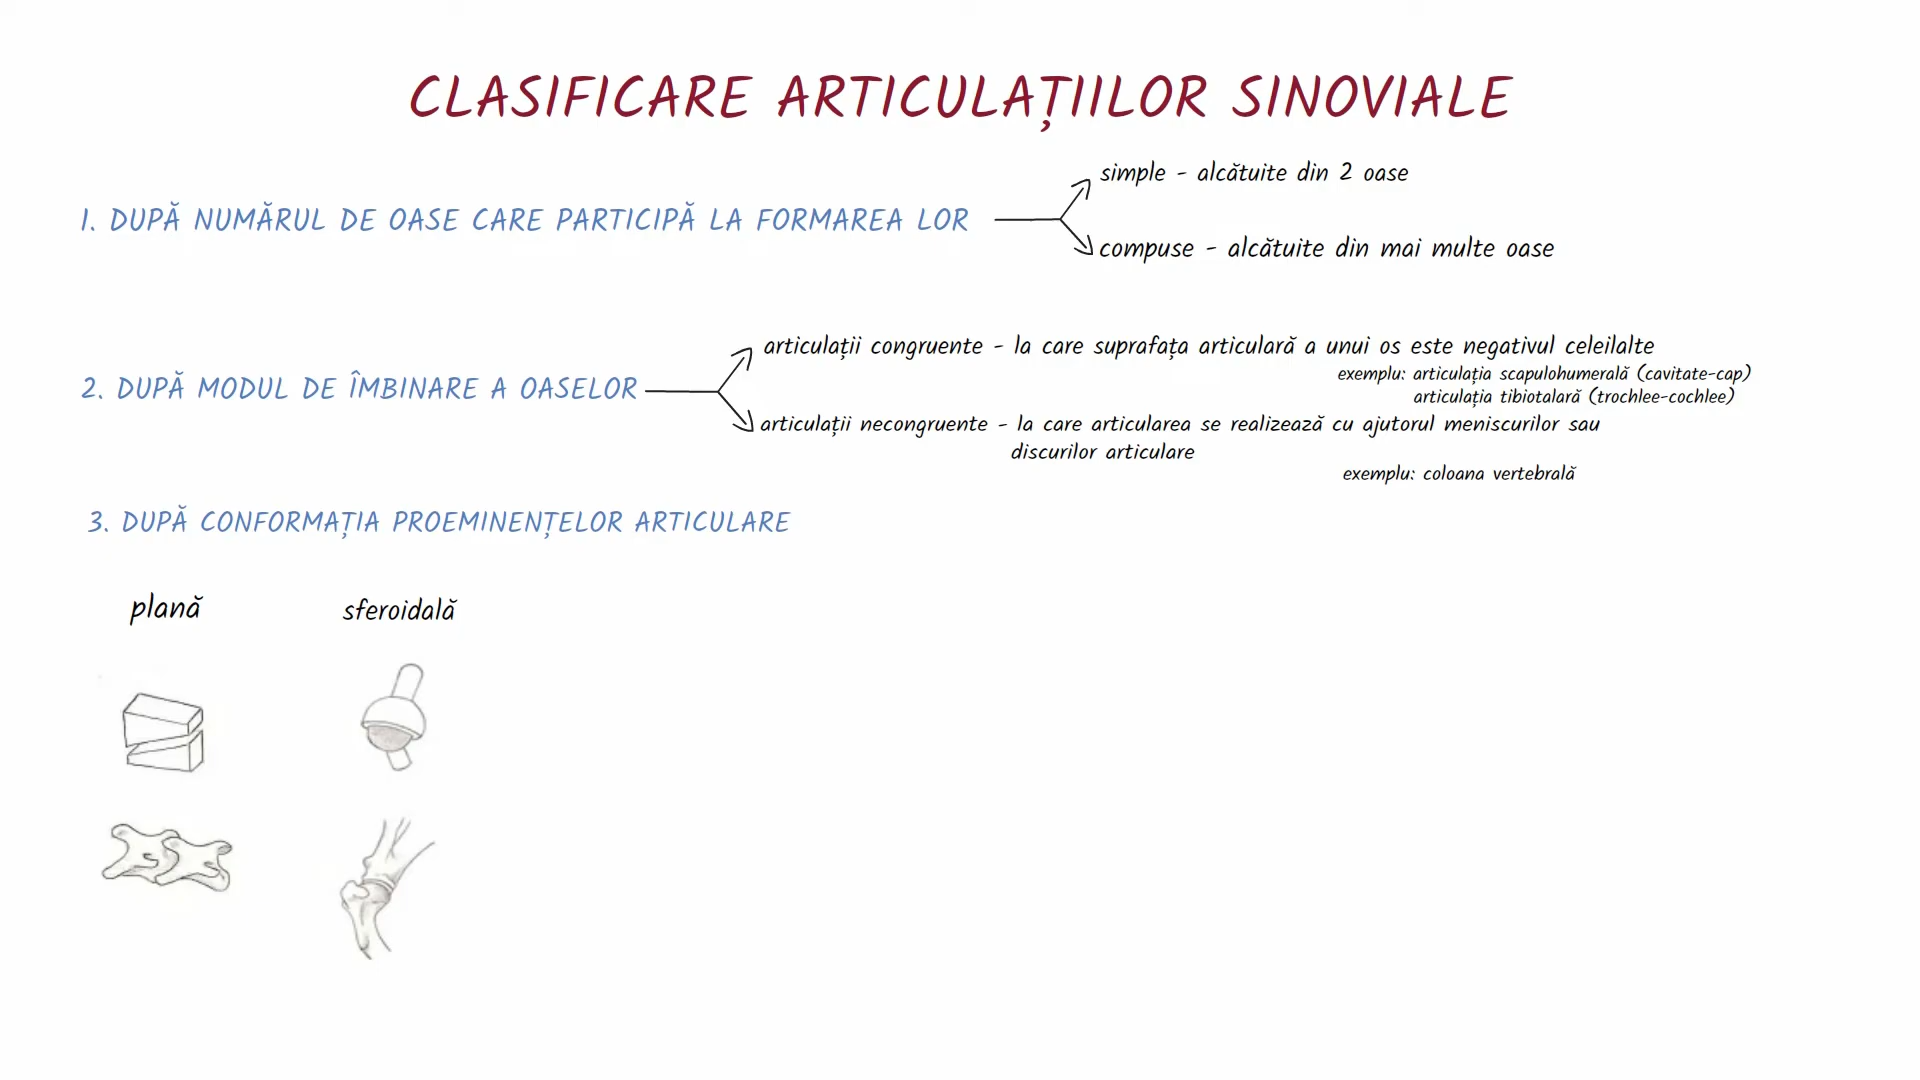 CLASIFICARE ARTICULAȚIILOR SINOVIALE
1. DUPĂ NUMĂRUL DE OASE CARE PARTICIPĂ LA FORMAREA LOR
simple - alcătuite din 2 oase
compuse - alcătuite din mai multe oase
2. DUPĂ MODUL DE ÎMBINARE A OASELOR
articulații congruente - la care suprafața articulară a unui os este negativul celeilalte
exemplu: articulația scapulohumerală (cavitate-cap)
articulația tibiotalară (trochlee-cochlee)
articulații necongruente - la care articularea se realizează cu ajutorul meniscurilor sau
discurilor articulare
exemplu: coloana vertebrală
3. DUPĂ CONFORMAȚIA PROEMINENȚELOR ARTICULARE
plană
sferoidală